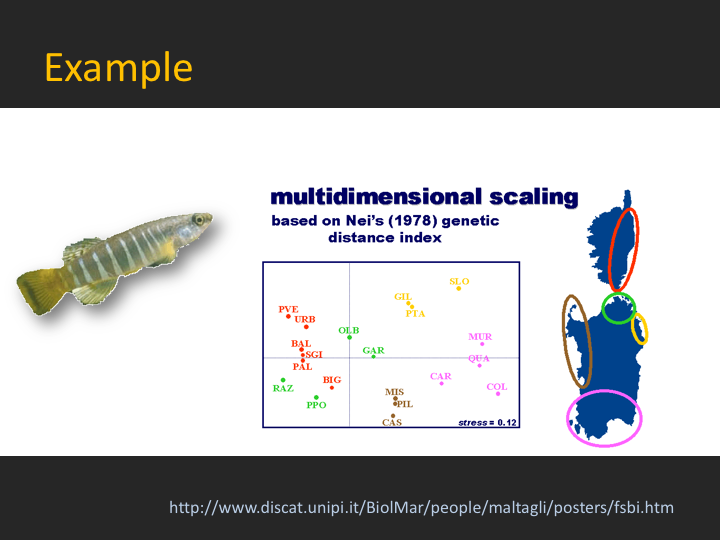 Example
multidimensional scaling
based on Nei's (1978) genetic
distance index
SLO
GIL
PTA
PVE
URB
OLB
MUR
BAL
SGI
GAR
PAL
QUA
RAZ
BIG
CAR
COL
MIS
PPO
PIL
CAS
stress = 0.12
http://www.discat.unipi.it/BiolMar/people/maltagli/posters/fsbi.htm